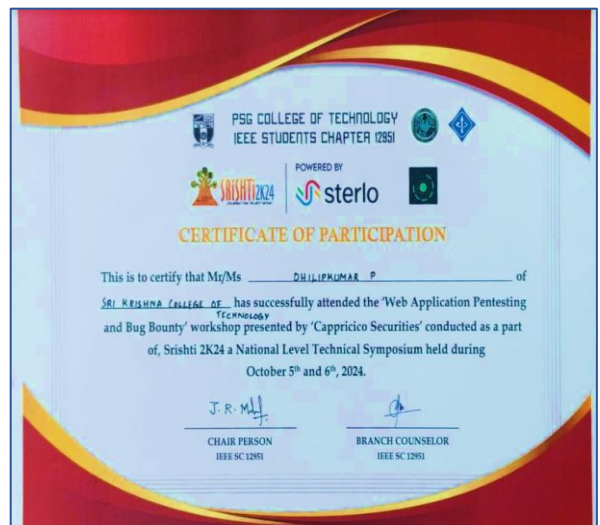 PSG COLLEGE OF TECHNOLOGY
IEEE STUDENTS CHAPTER 12951
SRISHTI2K24
POWERED BY
sterlo
CERTIFICATE OF PARTICIPATION
This is to certify that Mr/Ms DHILIPKUMAR P of
SRI KRISHNA COLLEGE OF TECHNOLOGY has successfully attended the 'Web Application Pentesting
and Bug Bounty' workshop presented by 'Cappricico Securities' conducted as a part
of, Srishti 2K24 a National Level Technical Symposium held during
October 5th and 6th, 2024.
J. R.
CHAIR PERSON
IEEE SC 12951
BRANCH COUNSELOR
IEEE SC 12951